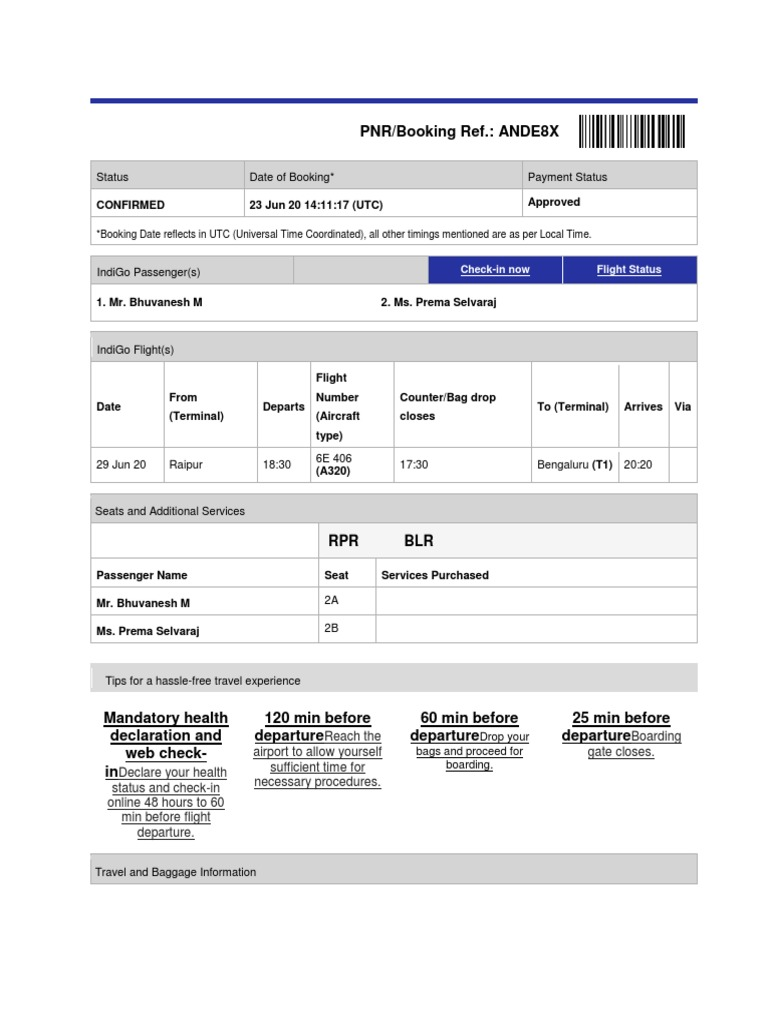 PNR/Booking Ref.: ANDE8X
Status Date of Booking* Payment Status
CONFIRMED 23 Jun 20 14:11:17 (UTC) Approved
*Booking Date reflects in UTC (Universal Time Coordinated), all other timings mentioned are as per Local Time.
IndiGo Passenger(s) Check-in now Flight Status
1. Mr. Bhuvanesh M 2. Ms. Prema Selvaraj
IndiGo Flight(s)
Date From (Terminal) Departs Flight Number (Aircraft type) Counter/Bag drop closes To (Terminal) Arrives Via
29 Jun 20 Raipur 18:30 6E 406 (A320) 17:30 Bengaluru (T1) 20:20
Seats and Additional Services
RPR BLR
Passenger Name Seat Services Purchased
Mr. Bhuvanesh M 2A
Ms. Prema Selvaraj 2B
Tips for a hassle-free travel experience
Mandatory health
declaration and
web check-
inDeclare your health
status and check-in
online 48 hours to 60
min before flight
departure.
120 min before
departureReach the
airport to allow yourself
sufficient time for
necessary procedures.
60 min before
departureDrop your
bags and proceed for
boarding.
25 min before
departureBoarding
gate closes.
Travel and Baggage Information